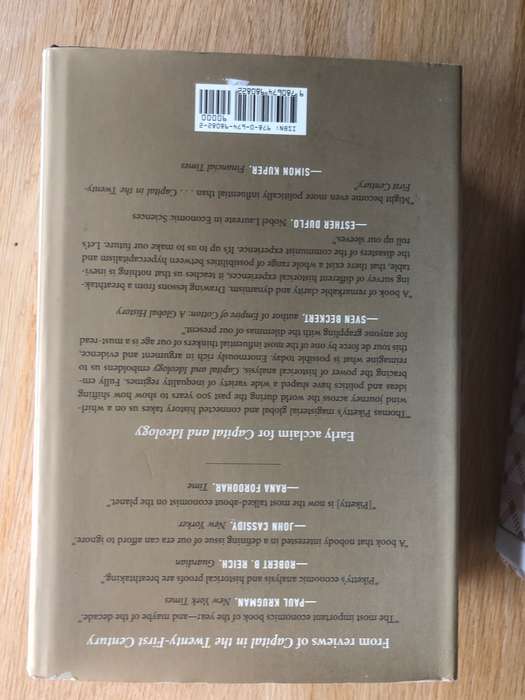 From reviews of Capital in the Twenty-First Century
"The most important economics book of the year—and maybe of the decade."
—PAUL KRUGMAN, New York Times
"Piketty's economic analysis and historical proofs are breathtaking."
—ROBERT B. REICH, Guardian
"A book that nobody interested in a defining issue of our era can afford to ignore."
—JOHN CASSIDY, New Yorker
"[Piketty] is now the most talked-about economist on the planet."
—RANA FOROOHAR, Time
Early acclaim for Capital and Ideology
"Thomas Piketty's magisterial global and connected history takes us on a whirl-
wind journey across the world during the past 500 years to show how shifting
ideas and politics have shaped a wide variety of inequality regimes. Fully em-
bracing the power of historical analysis, Capital and Ideology emboldens us to
reimagine what is possible today. Enormously rich in argument and evidence,
this tour de force by one of the most influential thinkers of our age is a must-read
for anyone grappling with the dilemmas of our present."
—SVEN BECKERT, author of Empire of Cotton: A Global History
"A book of remarkable clarity and dynamism. Drawing lessons from a breathtak-
ing survey of different historical experiences, it teaches us that nothing is inevi-
table, that there exist a whole range of possibilities between hypercapitalism and
the disasters of the communist experience. It's up to us to make our future. Let's
roll up our sleeves."
—ESTHER DUFLO, Nobel Laureate in Economic Sciences
"Might become even more politically influential than . . . Capital in the Twenty-
First Century."
—SIMON KUPER, Financial Times
ISBN: 978-0-674-98082-2
90000
9 780674 980822